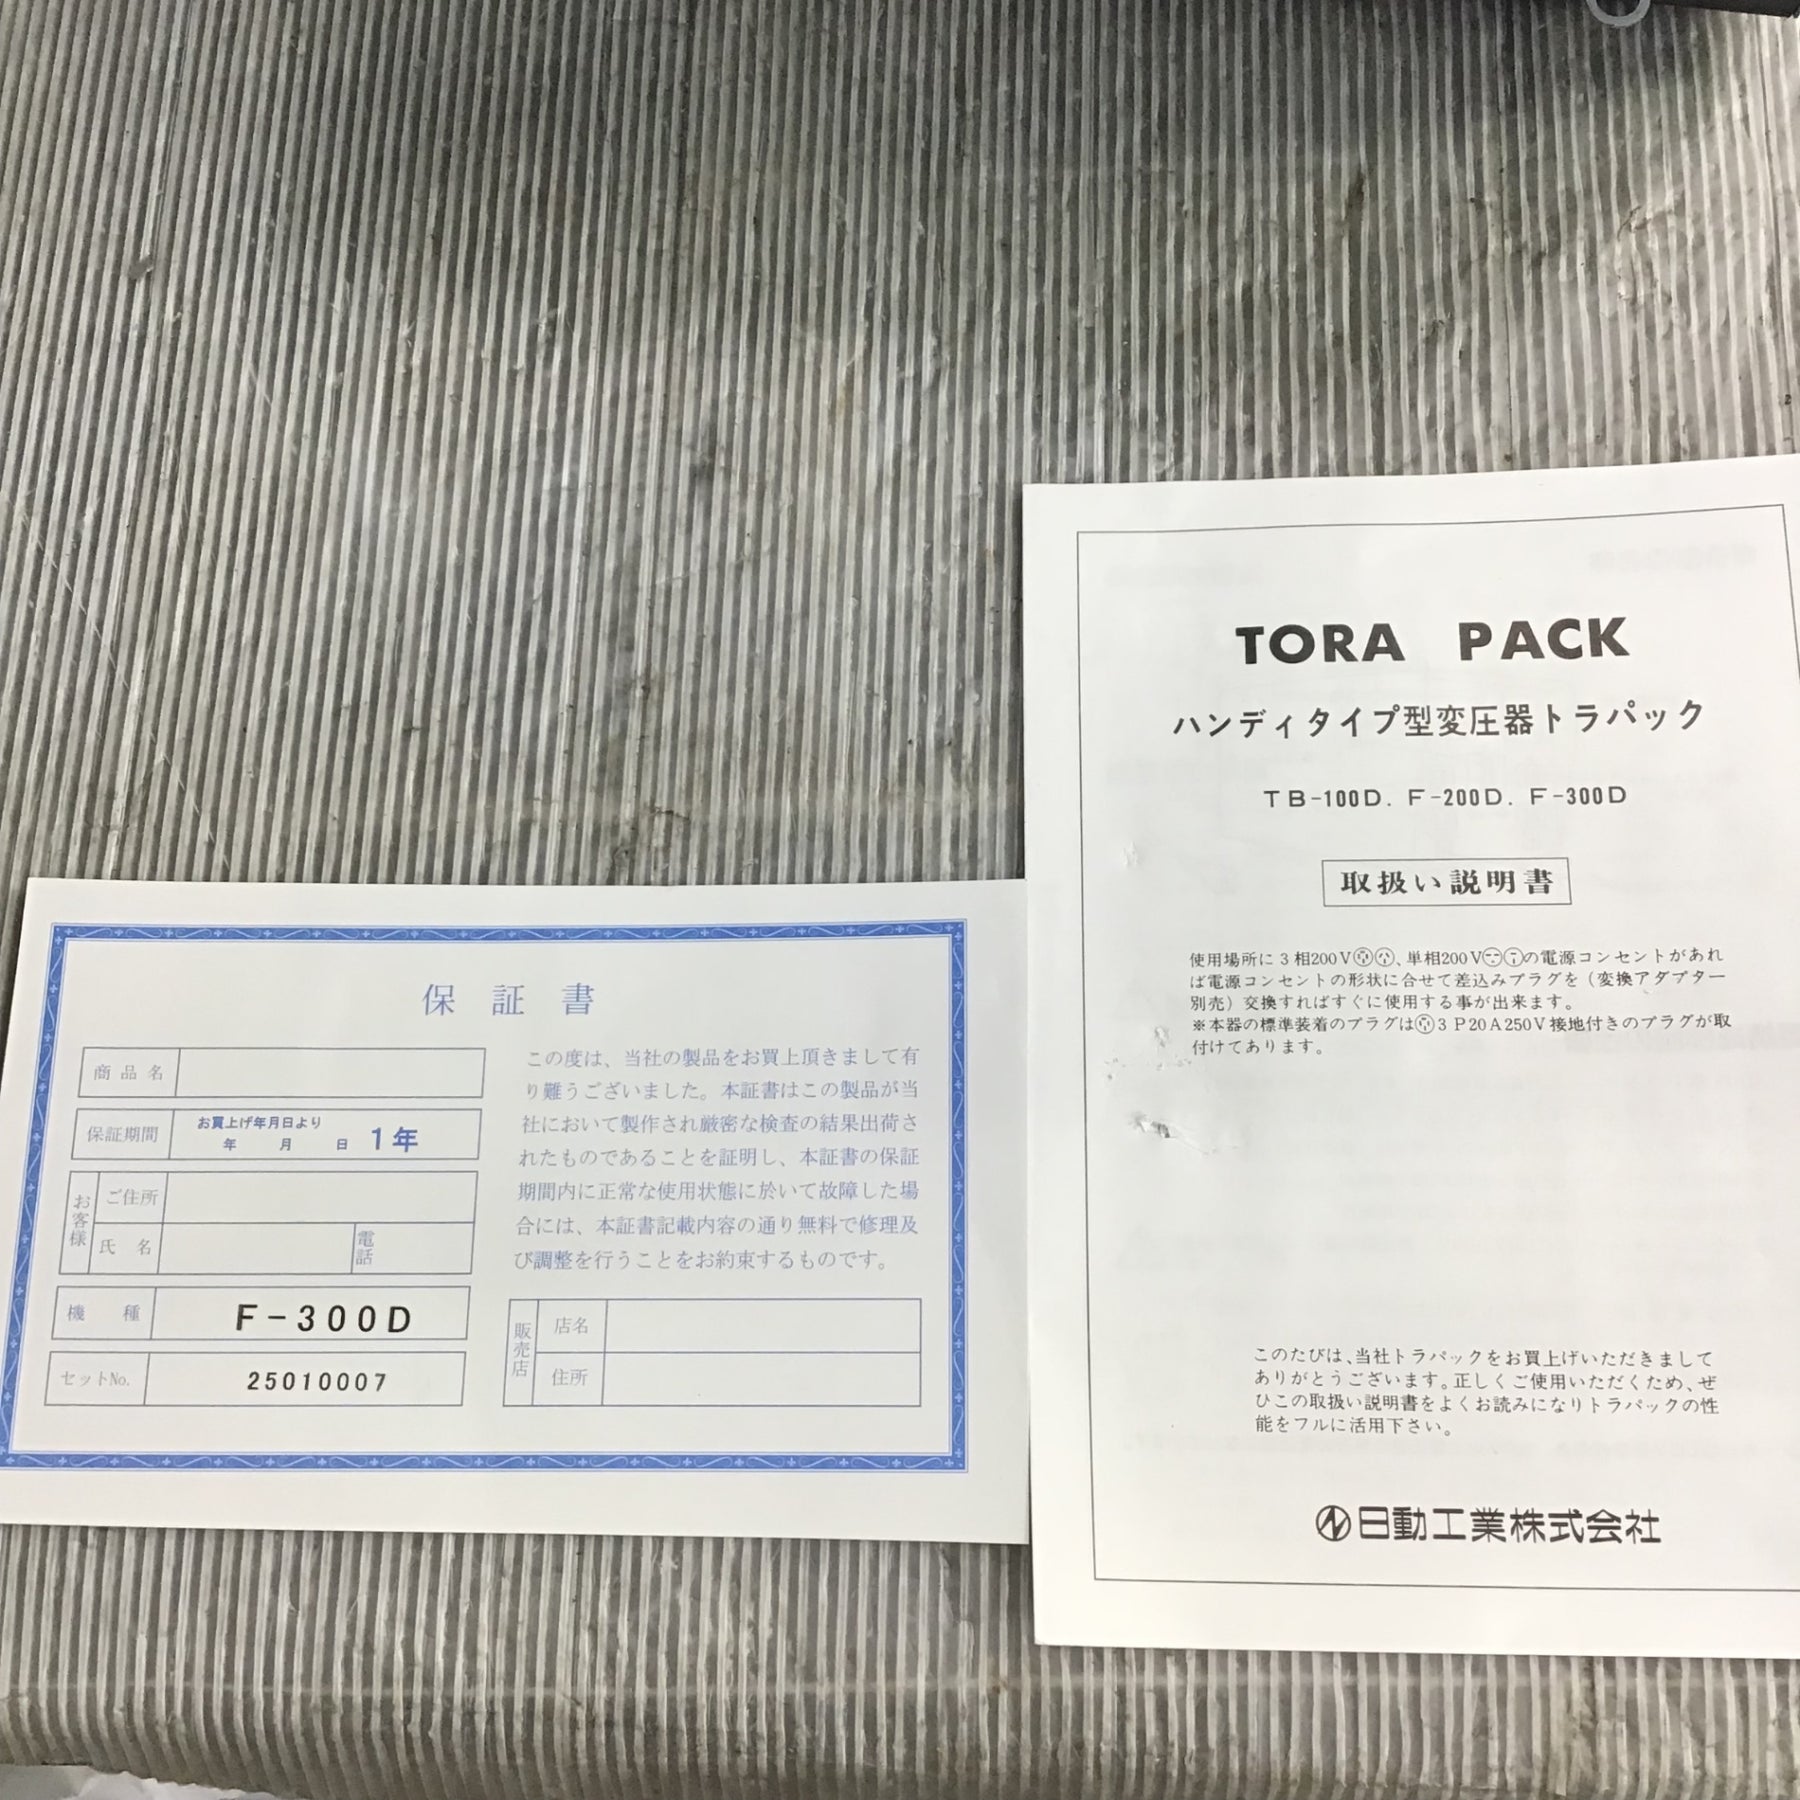 保証書
商品名
保証期間 お買上げ年月日より
年 月 日 1年
お客様 ご住所
氏名 電話
機種 F-300D
セットNo. 25010007
この度は、当社の製品をお買上頂きまして有
り難うございました。本証書はこの製品が当
社において製作され厳密な検査の結果出荷さ
れたものであることを証明し、本証書の保証
期間内に正常な使用状態に於いて故障した場
合には、本証書記載内容の通り無料で修理及
び調整を行うことをお約束するものです。
販売店 店名
住所
TORA PACK
ハンディタイプ型変圧器トラパック
TB-100D. F-200D. F-300D
取扱い説明書
使用場所に3相200V、単相200Vの電源コンセントがあれ
ば電源コンセントの形状に合せて差込みプラグを(変換アダプター
別売)交換すればすぐに使用する事が出来ます。
※本器の標準装着のプラグは3P20A250V接地付きのプラグが取
付けてあります。
このたびは、当社トラパックをお買上げいただきまして
ありがとうございます。正しくご使用いただくため、ぜ
ひこの取扱い説明書をよくお読みになりトラパックの性
能をフルに活用下さい。
日動工業株式会社